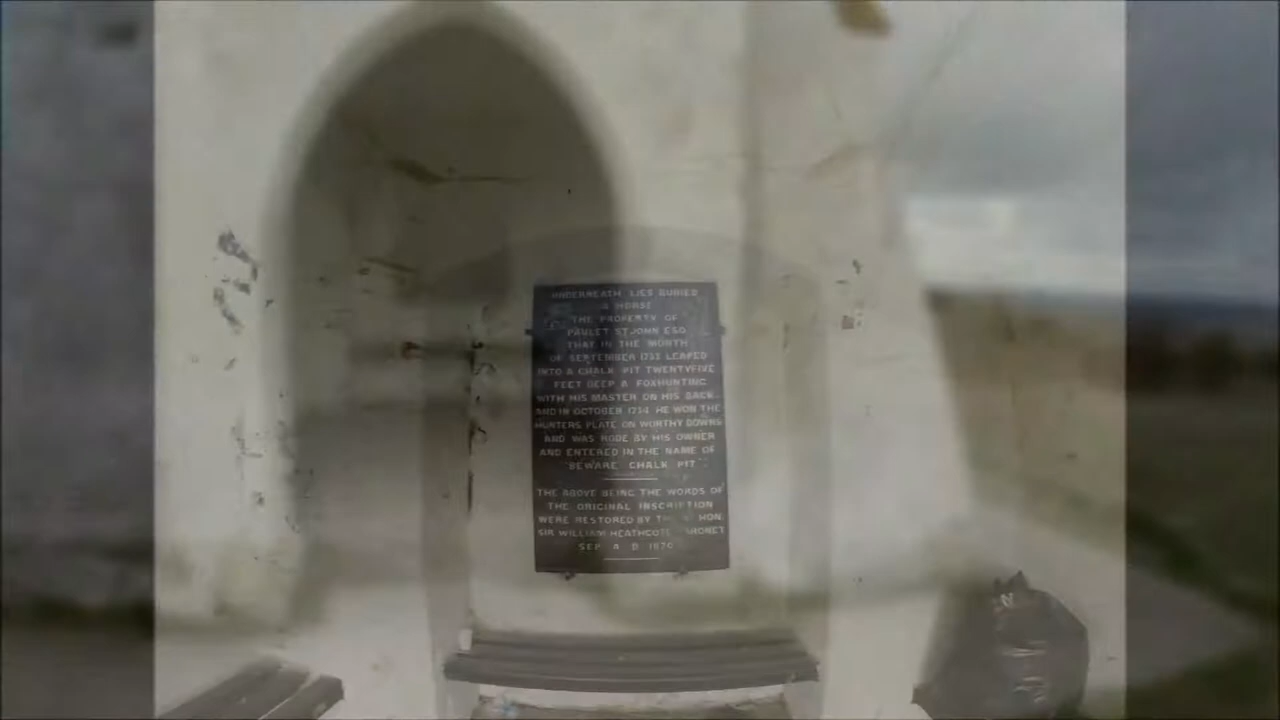 UNDERNEATH LIES BURIED
A HORSE
THE PROPERTY OF
PAULET ST JOHN ESQ
THAT IN THE MONTH
OF SEPTEMBER 1733 LEAPED
INTO A CHALK PIT TWENTYFIVE
FEET DEEP A FOXHUNTING
WITH HIS MASTER ON HIS BACK
AND IN OCTOBER 1734 HE WON THE
HUNTERS PLATE ON WORTHY DOWNS
AND WAS RODE BY HIS OWNER
AND ENTERED IN THE NAME OF
"BEWARE CHALK PIT"
THE ABOVE BEING THE WORDS OF
THE ORIGINAL INSCRIPTION
WERE RESTORED BY HON.
SIR WILLIAM HEATHCOTE
SEP A D 1870